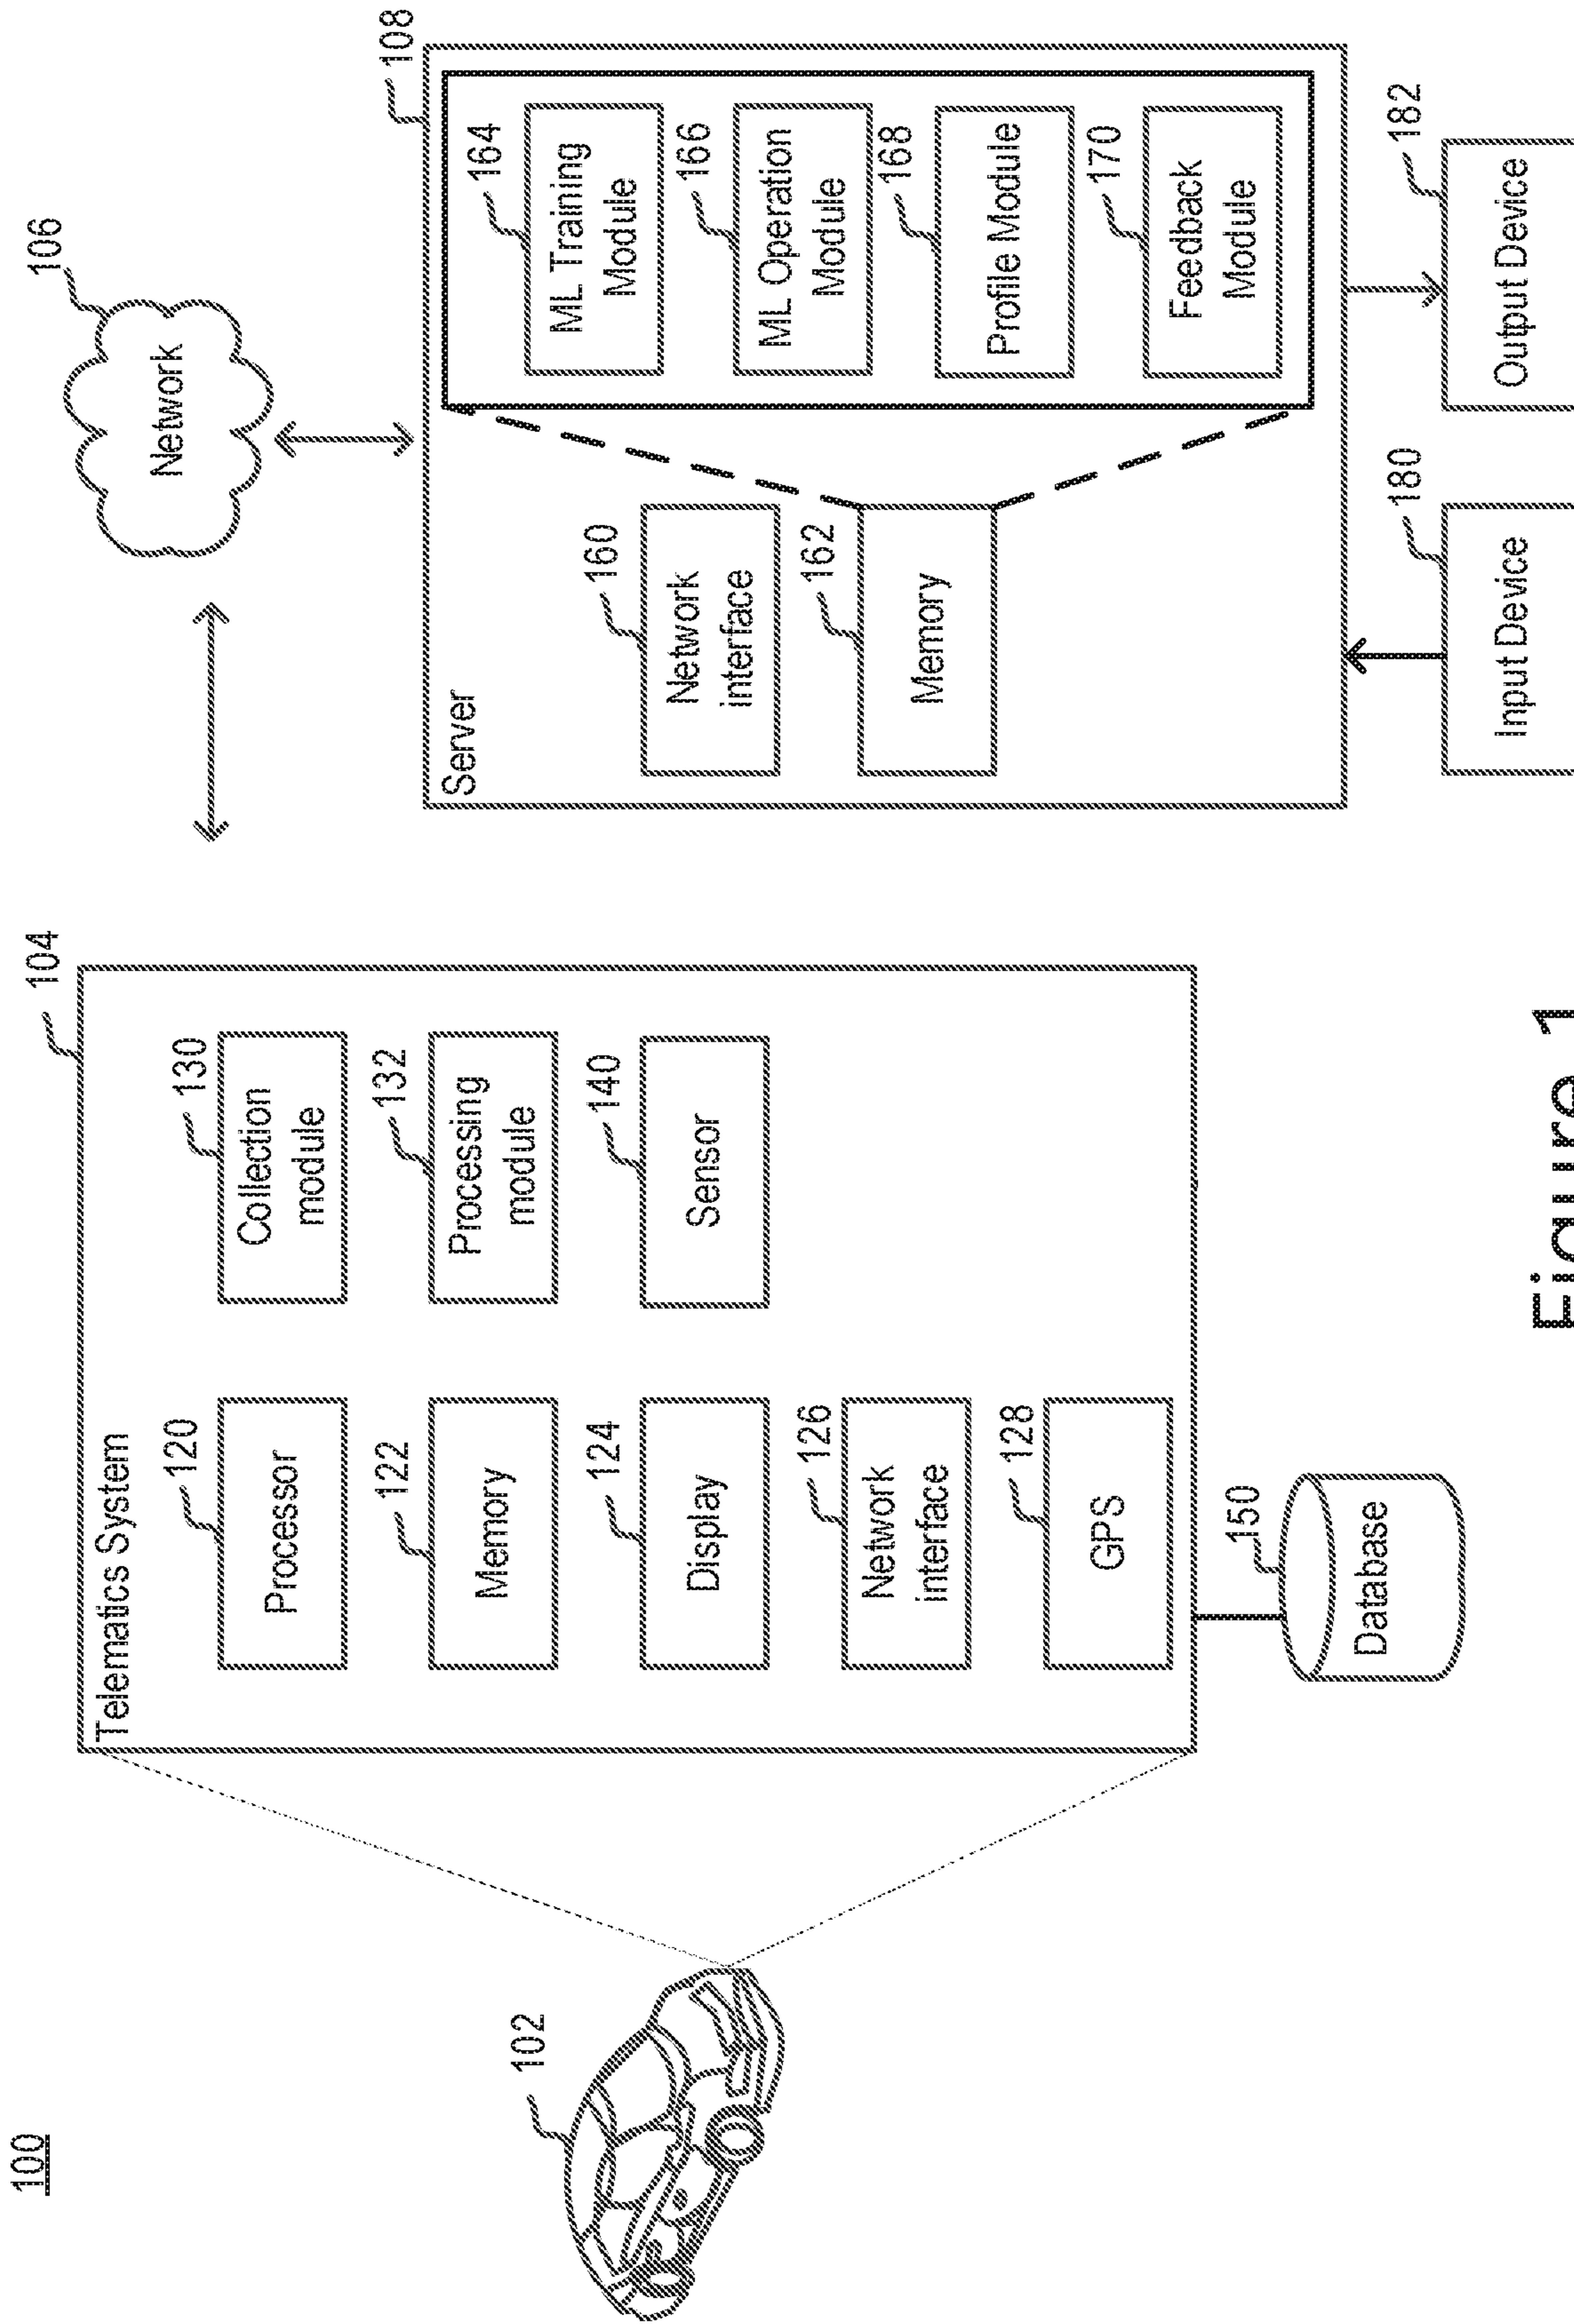 100
102
104
Telematics System
120
Processor
122
Memory
124
Display
126
Network
interface
128
GPS
130
Collection
module
132
Processing
module
140
Sensor
150
Database
106
Network
108
Server
160
Network
interface
162
Memory
164
ML Training
Module
166
ML Operation
Module
168
Profile Module
170
Feedback
Module
180
Input Device
182
Output Device
Figure 1